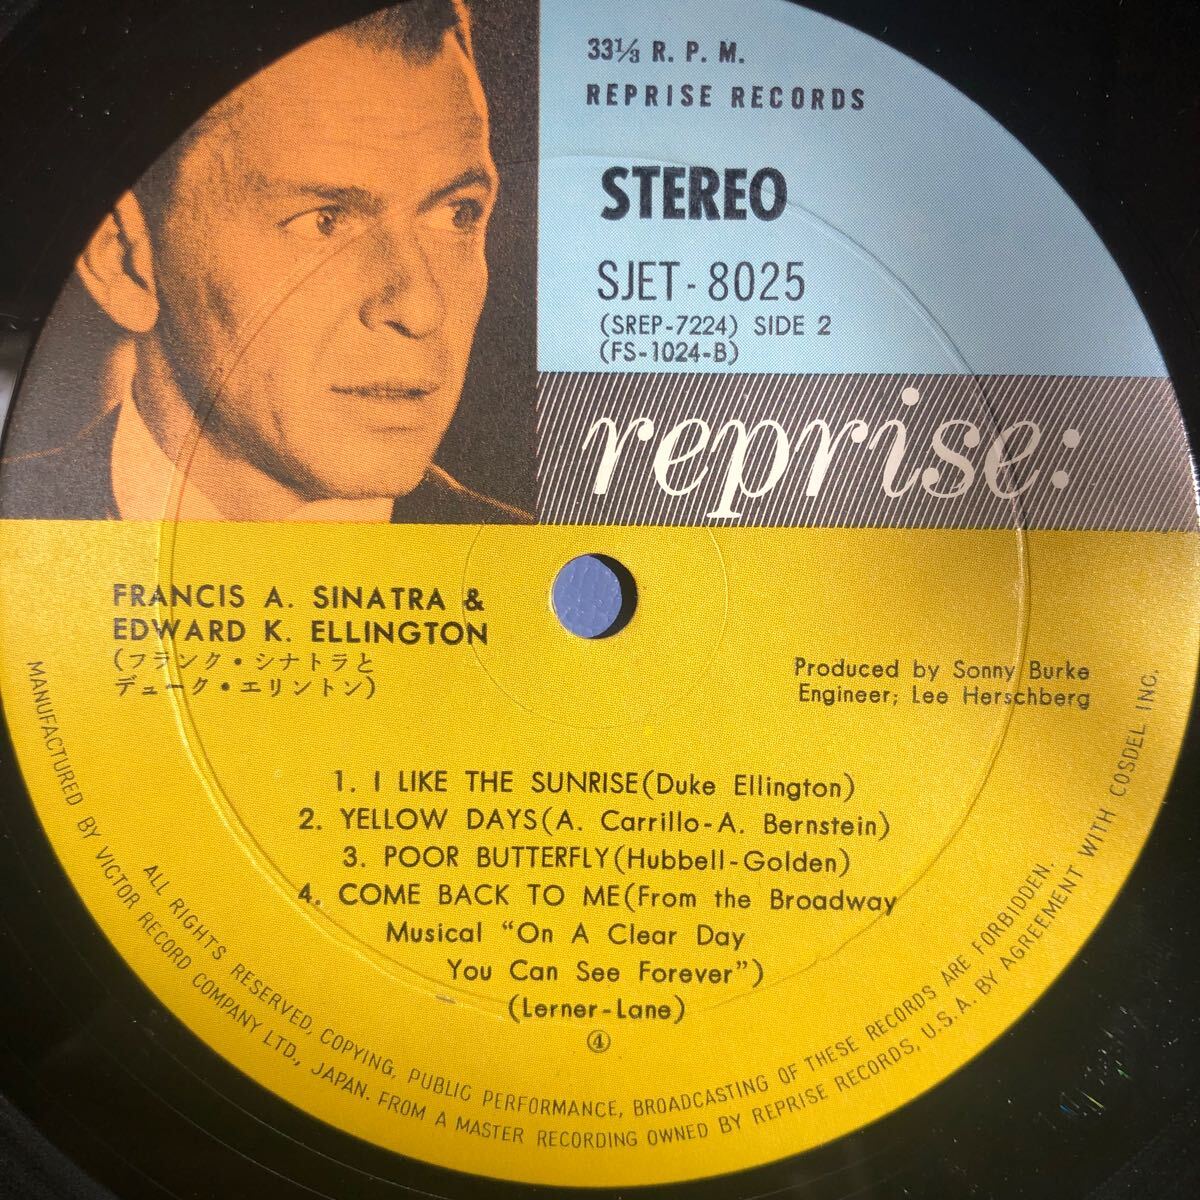 33⅓ R. P. M.
REPRISE RECORDS
STEREO
SJET-8025
(SREP-7224) SIDE 2
(FS-1024-B)
reprise:
FRANCIS A. SINATRA &
EDWARD K. ELLINGTON
(フランク・シナトラと
デューク・エリントン)
Produced by Sonny Burke
Engineer; Lee Herschberg
1. I LIKE THE SUNRISE(Duke Ellington)
2. YELLOW DAYS(A. Carrillo-A. Bernstein)
3. POOR BUTTERFLY(Hubbell-Golden)
4. COME BACK TO ME(From the Broadway
Musical “On A Clear Day
You Can See Forever”)
(Lerner-Lane)
④
ALL RIGHTS RESERVED, COPYING, PUBLIC PERFORMANCE, BROADCASTING OF THESE RECORDS ARE FORBIDDEN.
MANUFACTURED BY VICTOR RECORD COMPANY LTD., JAPAN. FROM A MASTER RECORDING OWNED BY REPRISE RECORDS, U.S.A. BY AGREEMENT WITH COSDEL INC.